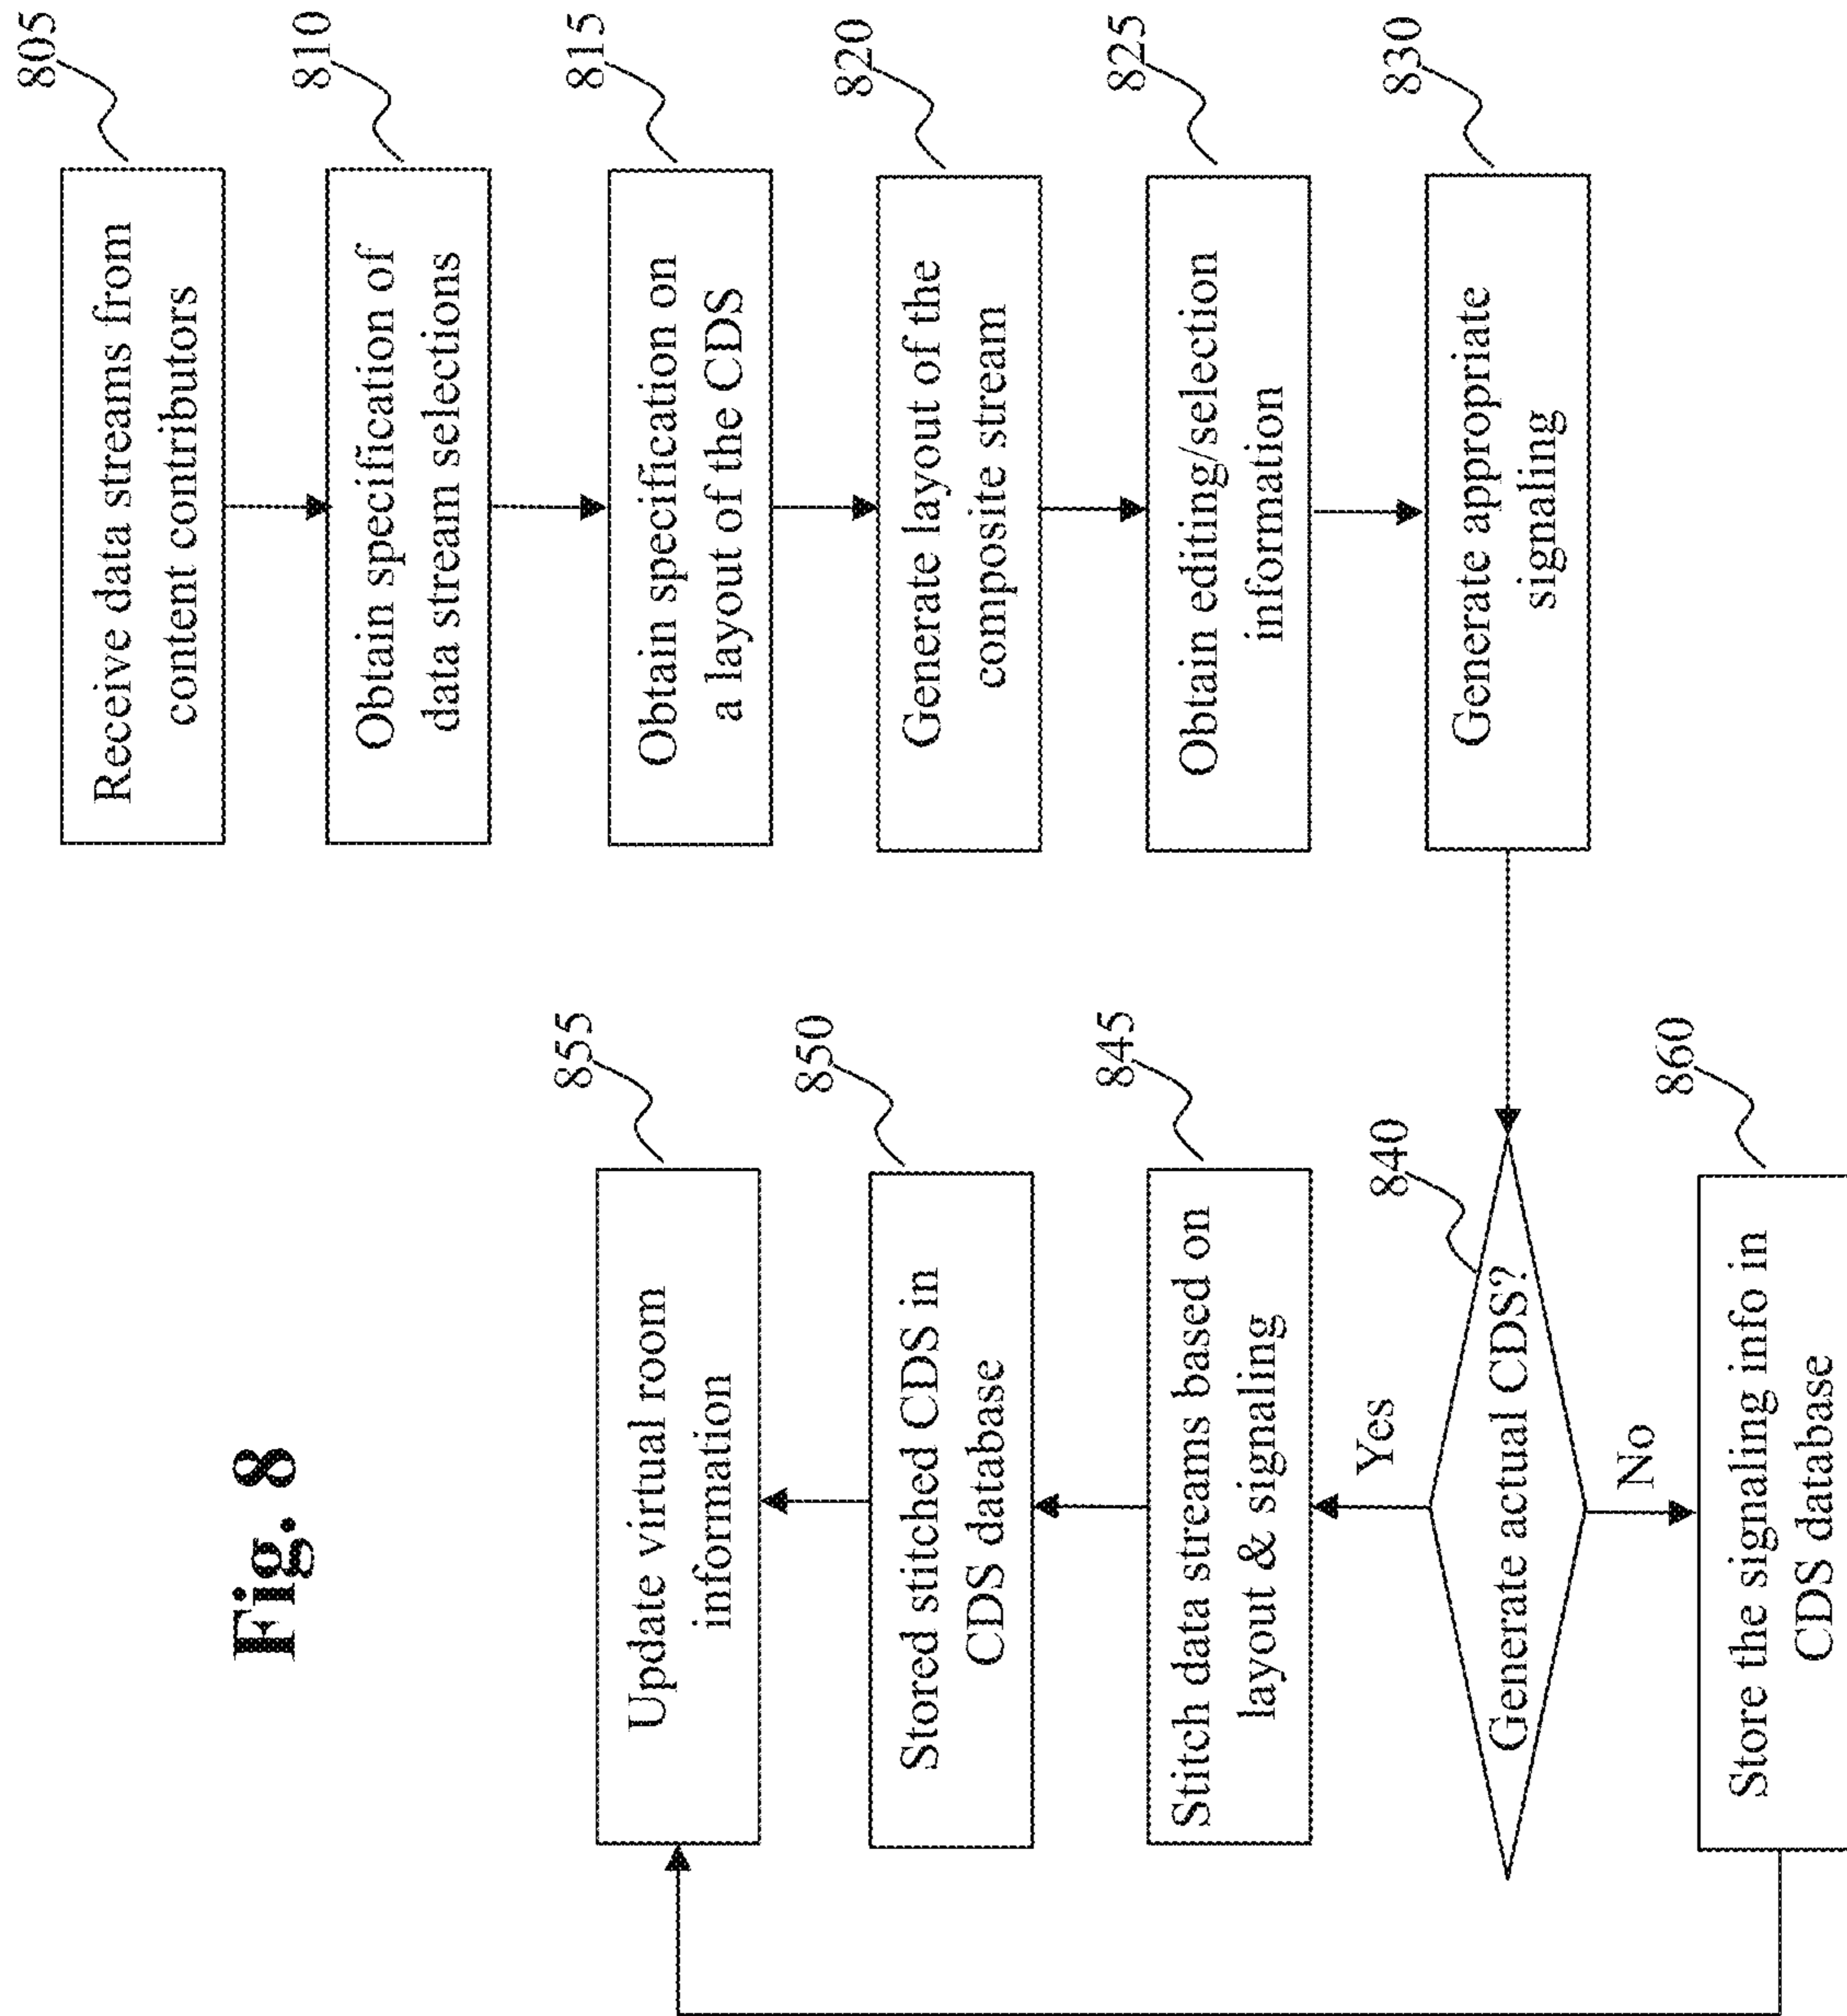 Fig. 8
805
Receive data streams from
content contributors
810
Obtain specification of
data stream selections
815
Obtain specification on
a layout of the CDS
820
Generate layout of the
composite stream
825
Obtain editing/selection
information
830
Generate appropriate
signaling
840
Generate actual CDS?
Yes
No
845
Stitch data streams based on
layout & signaling
850
Stored stitched CDS in
CDS database
855
Update virtual room
information
860
Store the signaling info in
CDS database